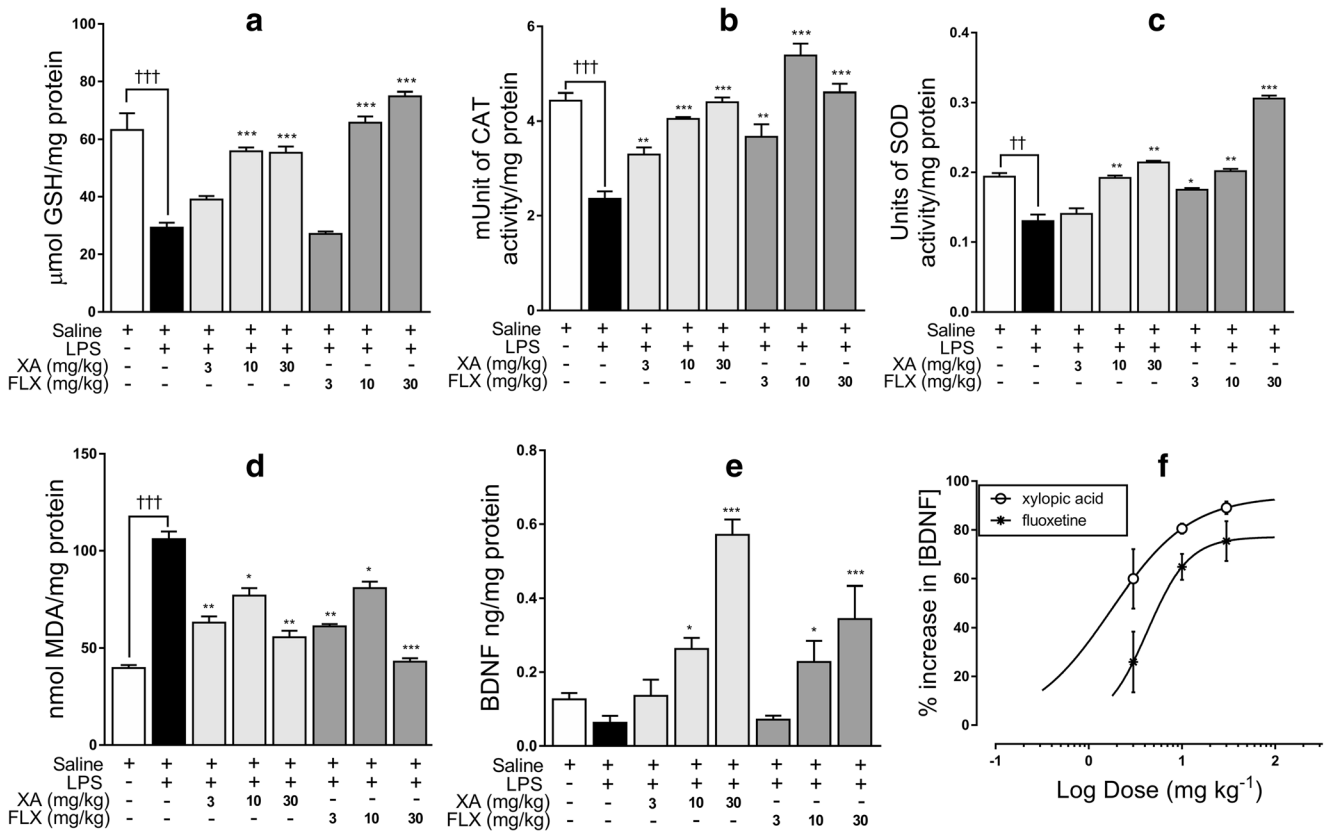 a
μmol GSH/mg protein
100
80
60
40
20
0
†††
***
***
***
***
Saline + + + + + + + +
LPS - + + + + + + +
XA (mg/kg) - - 3 10 30 - - -
FLX (mg/kg) - - - - - 3 10 30
b
mUnit of CAT
activity/mg protein
6
4
2
0
†††
**
***
***
**
***
***
Saline + + + + + + + +
LPS - + + + + + + +
XA (mg/kg) - - 3 10 30 - - -
FLX (mg/kg) - - - - - 3 10 30
c
Units of SOD
activity/mg protein
0.4
0.3
0.2
0.1
0.0
††
**
**
*
**
***
Saline + + + + + + + +
LPS - + + + + + + +
XA (mg/kg) - - 3 10 30 - - -
FLX (mg/kg) - - - - - 3 10 30
d
nmol MDA/mg protein
150
100
50
0
†††
**
*
**
**
*
***
Saline + + + + + + + +
LPS - + + + + + + +
XA (mg/kg) - - 3 10 30 - - -
FLX (mg/kg) - - - - - 3 10 30
e
BDNF ng/mg protein
0.8
0.6
0.4
0.2
0.0
*
***
*
***
Saline + + + + + + + +
LPS - + + + + + + +
XA (mg/kg) - - 3 10 30 - - -
FLX (mg/kg) - - - - - 3 10 30
f
% increase in [BDNF]
100
80
60
40
20
0
xylopic acid
fluoxetine
-1 0 1 2
Log Dose (mg kg⁻¹)